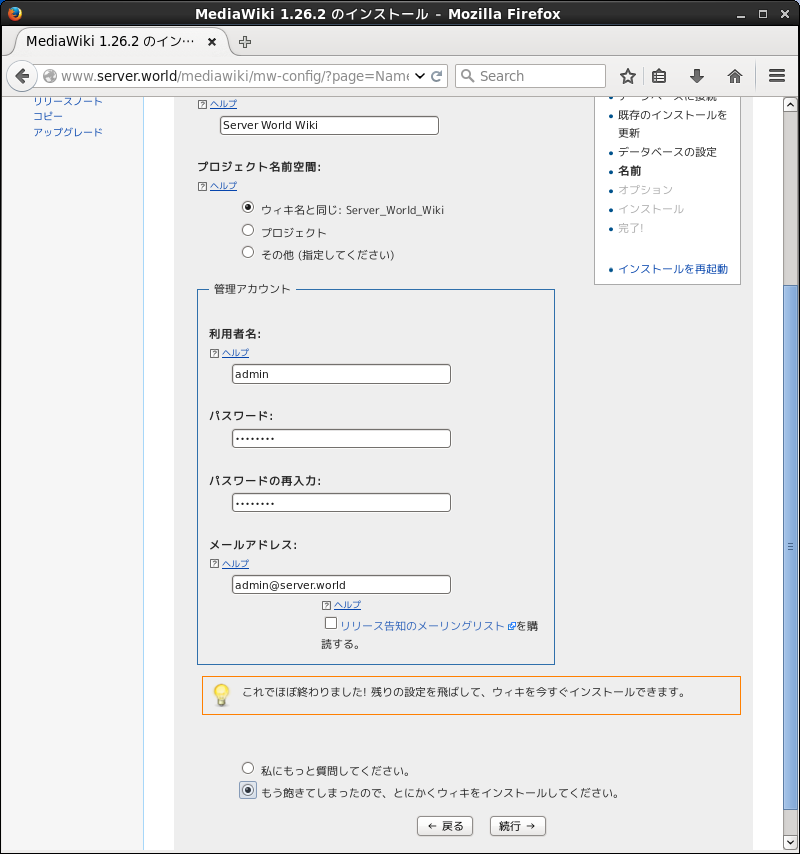 MediaWiki 1.26.2 のインストール - Mozilla Firefox
MediaWiki 1.26.2 のイン…
www.server.world/mediawiki/mw-config/?page=Name
Search
リリースノート
コピー
アップグレード
ヘルプ
Server World Wiki
プロジェクト名前空間:
ヘルプ
ウィキ名と同じ: Server_World_Wiki
プロジェクト
その他 (指定してください)
管理アカウント
利用者名:
ヘルプ
admin
パスワード:
••••••••
パスワードの再入力:
••••••••
メールアドレス:
ヘルプ
admin@server.world
ヘルプ
リリース告知のメーリングリストを購
読する。
これでほぼ終わりました! 残りの設定を飛ばして、ウィキを今すぐインストールできます。
私にもっと質問してください。
もう飽きてしまったので、とにかくウィキをインストールしてください。
← 戻る
続行 →
データベースに接続
既存のインストールを
更新
データベースの設定
名前
オプション
インストール
完了!
インストールを再起動